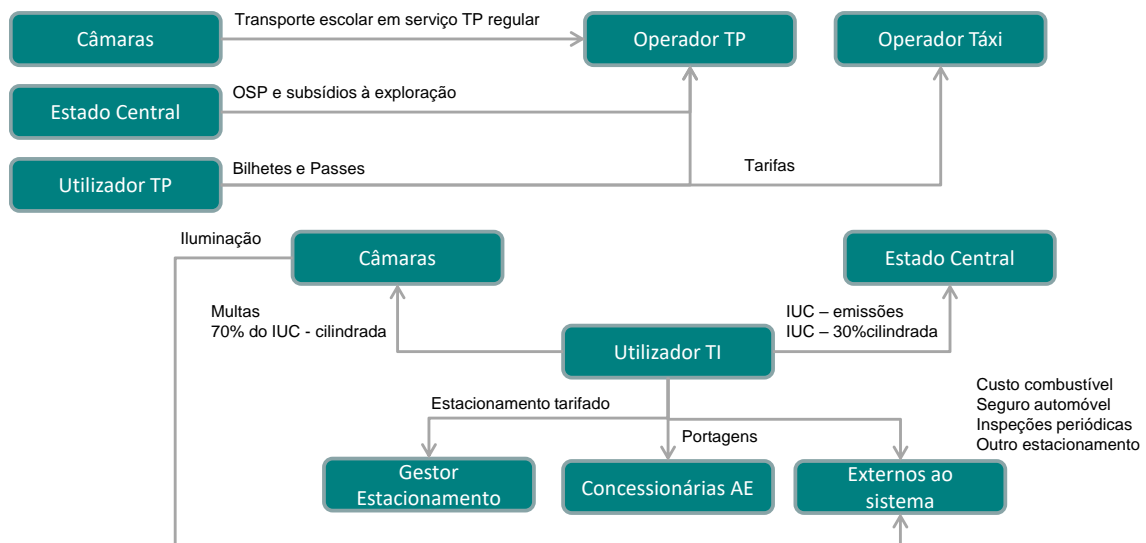 Câmaras
Transporte escolar em serviço TP regular
Operador TP
Operador Táxi
Estado Central
OSP e subsídios à exploração
Utilizador TP
Bilhetes e Passes
Tarifas
Iluminação
Câmaras
Estado Central
Multas
70% do IUC - cilindrada
IUC – emissões
IUC – 30%cilindrada
Utilizador TI
Custo combustível
Seguro automóvel
Inspeções periódicas
Outro estacionamento
Estacionamento tarifado
Portagens
Gestor
Estacionamento
Concessionárias AE
Externos ao
sistema